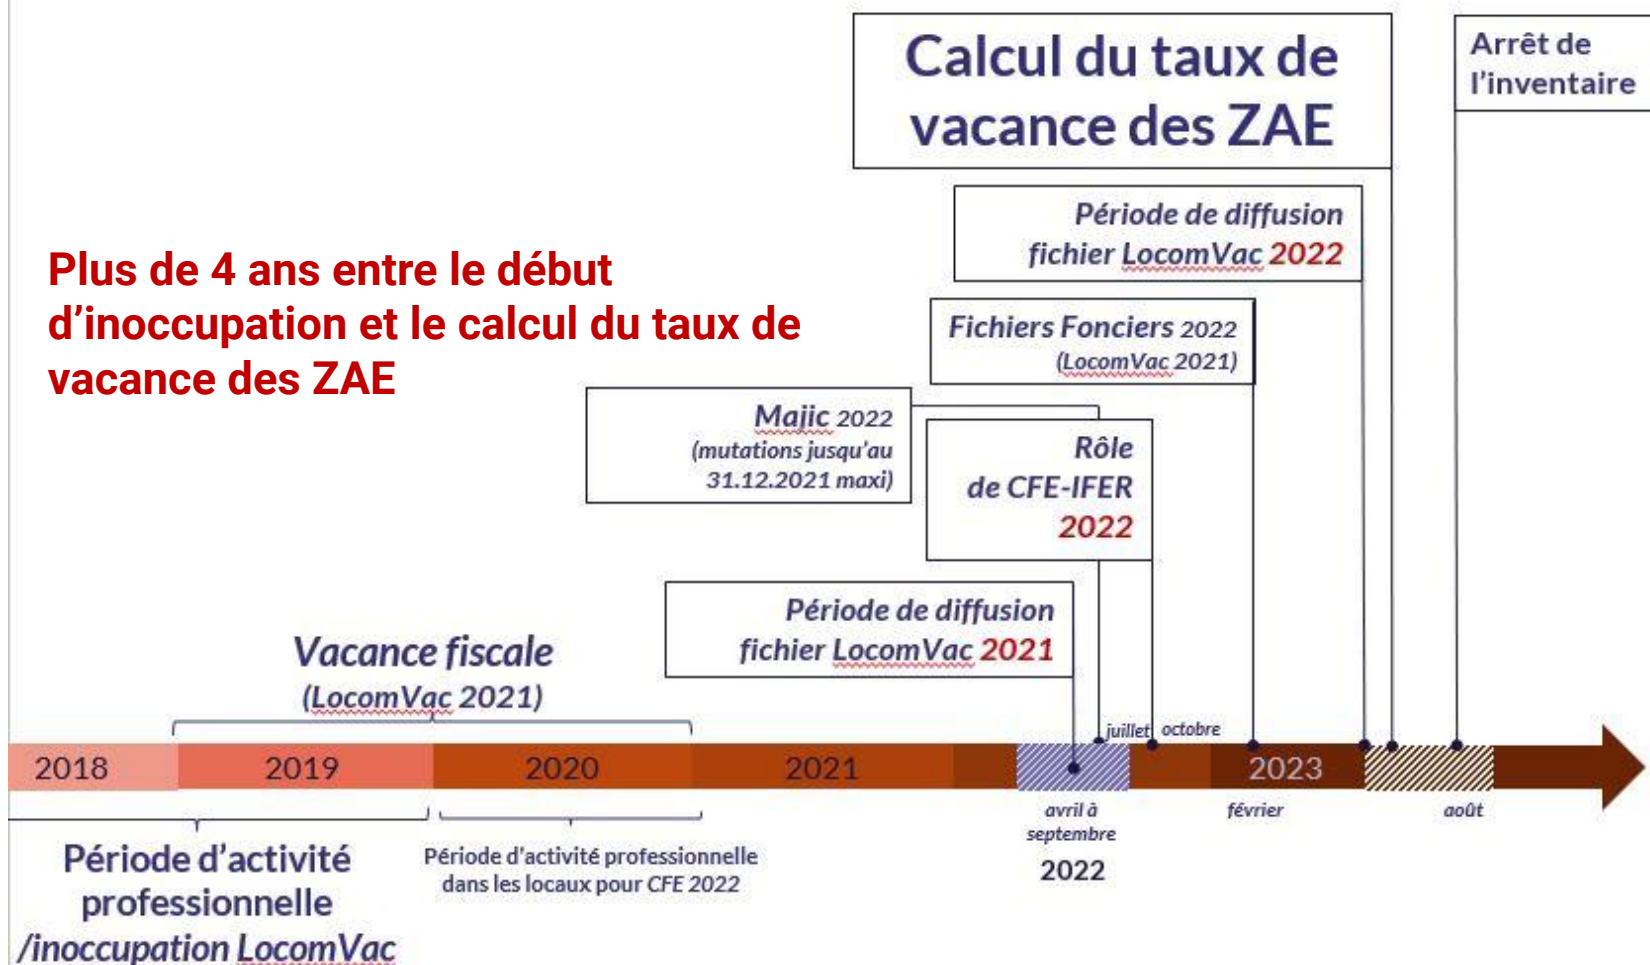 Calcul du taux de
vacance des ZAE
Arrêt de
l'inventaire
Période de diffusion
fichier LocomVac 2022
Plus de 4 ans entre le début
d'inoccupation et le calcul du taux de
vacance des ZAE
Fichiers Fonciers 2022
(LocomVac 2021)
Majic 2022
(mutations jusqu'au
31.12.2021 maxi)
Rôle
de CFE-IFER
2022
Période de diffusion
fichier LocomVac 2021
Vacance fiscale
(LocomVac 2021)
juillet
octobre
2018
2019
2020
2021
2023
avril à
septembre
2022
février
août
Période d'activité
professionnelle
/inoccupation LocomVac
Période d'activité professionnelle
dans les locaux pour CFE 2022